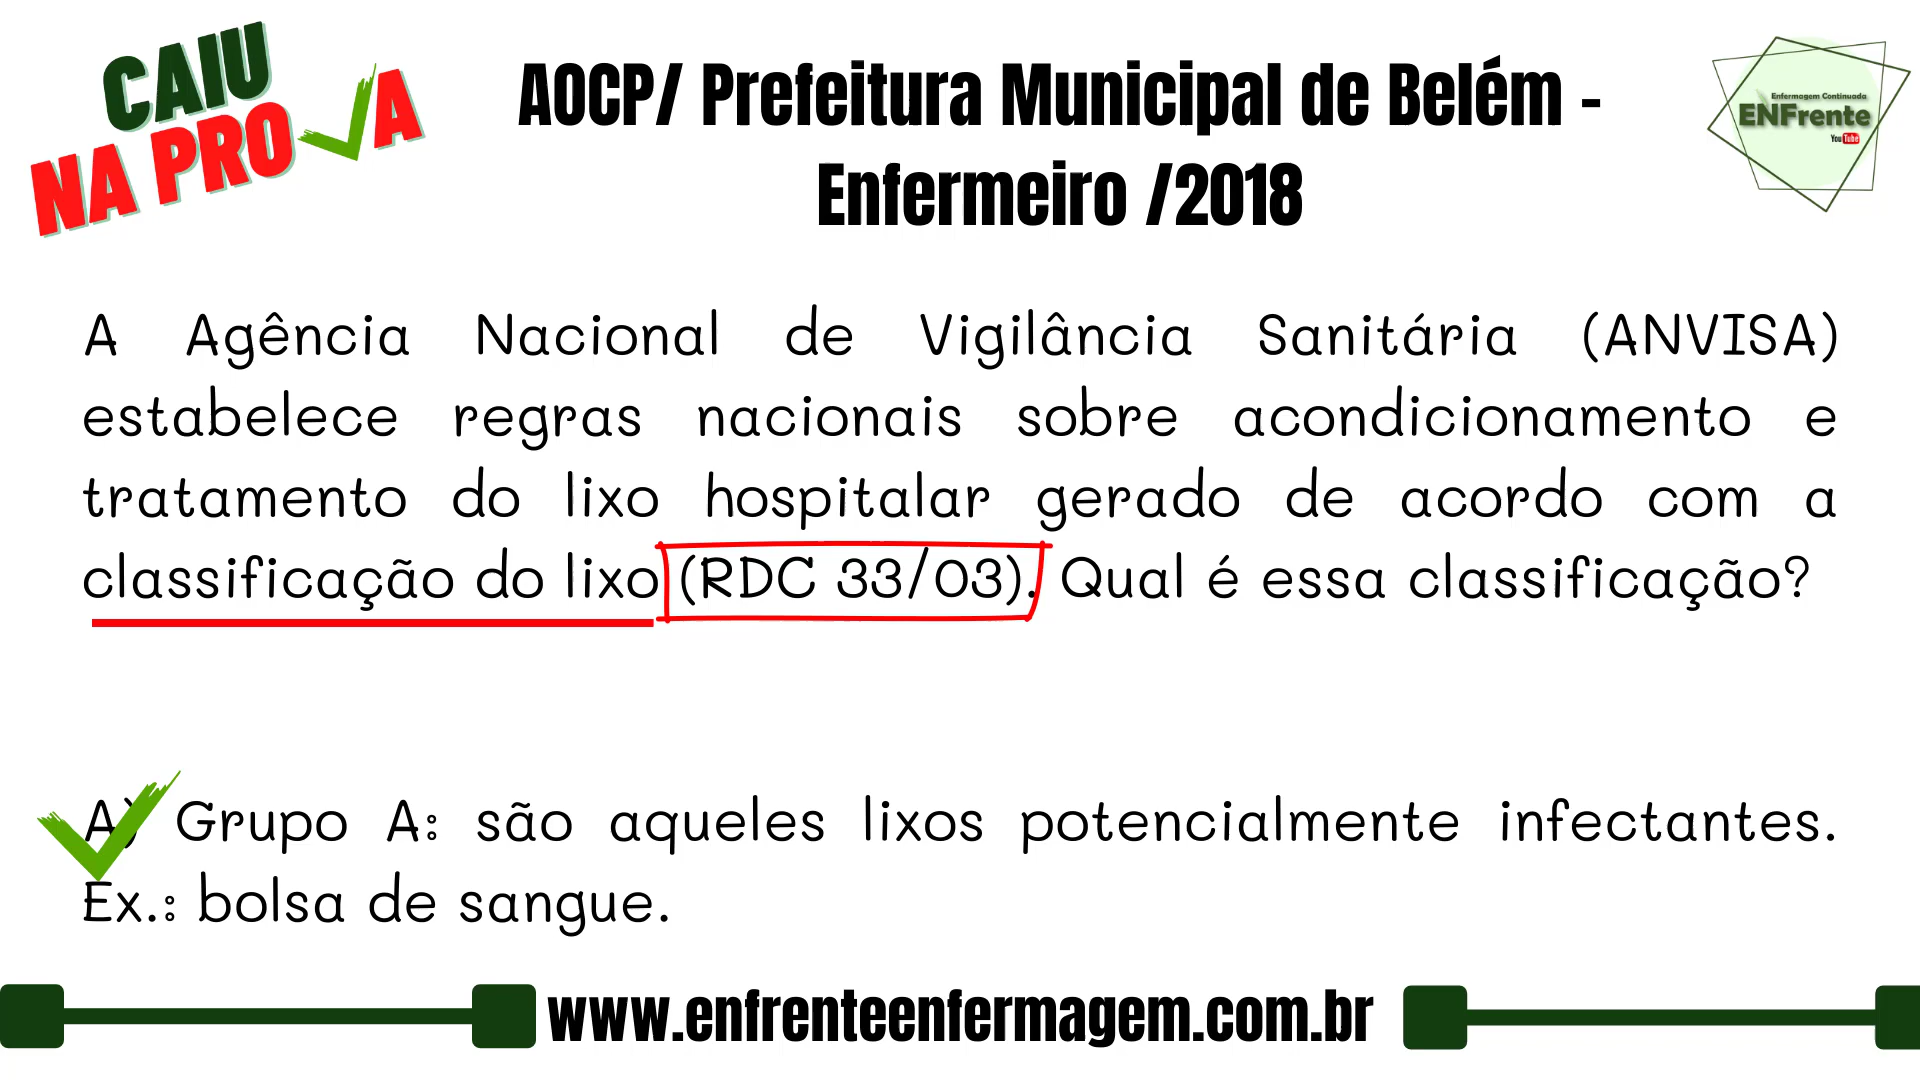 CAIU
NA PROVA
AOCP/ Prefeitura Municipal de Belém -
Enfermeiro /2018
Enfermagem Continuada
ENFrente
YouTube
A Agência Nacional de Vigilância Sanitária (ANVISA)
estabelece regras nacionais sobre acondicionamento e
tratamento do lixo hospitalar gerado de acordo com a
classificação do lixo (RDC 33/03). Qual é essa classificação?
A) Grupo A: são aqueles lixos potencialmente infectantes.
Ex.: bolsa de sangue.
www.enfrenteenfermagem.com.br